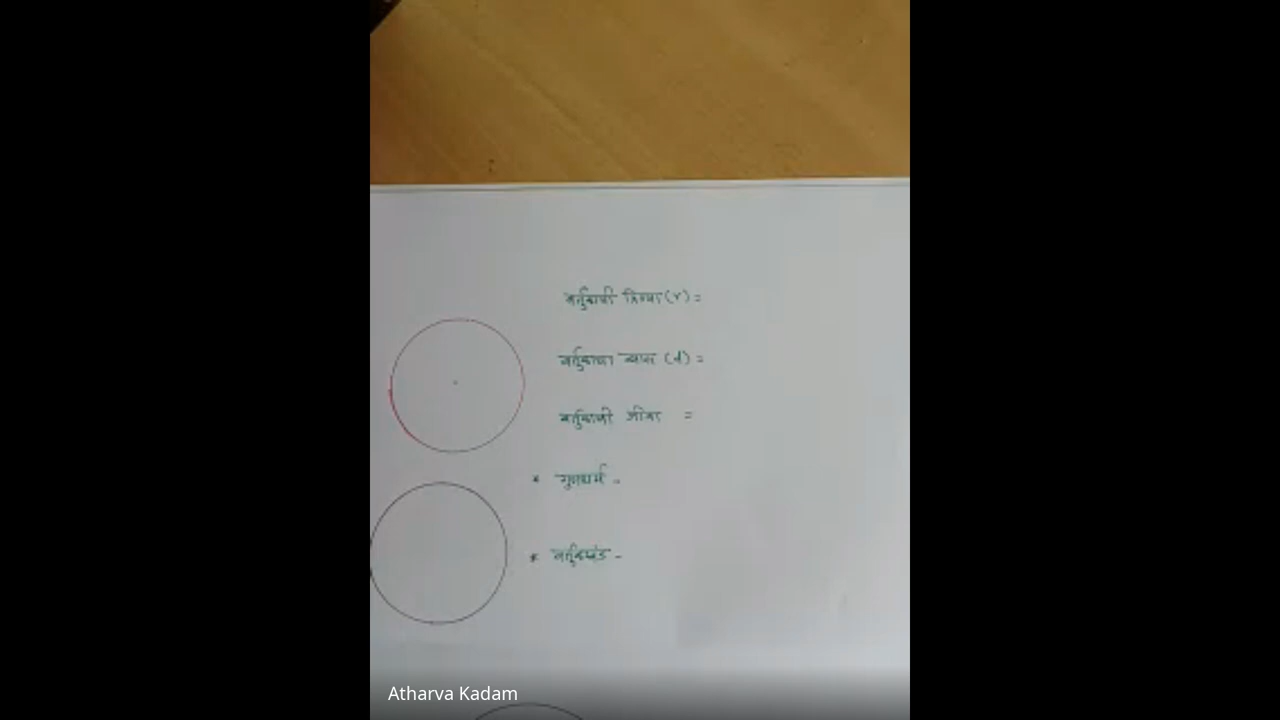 वर्तुळाची त्रिज्या (r) =
वर्तुळाचा व्यास (d) =
वर्तुळाची जीवा =
* गुणधर्म -
* वर्तुळखंड -
Atharva Kadam